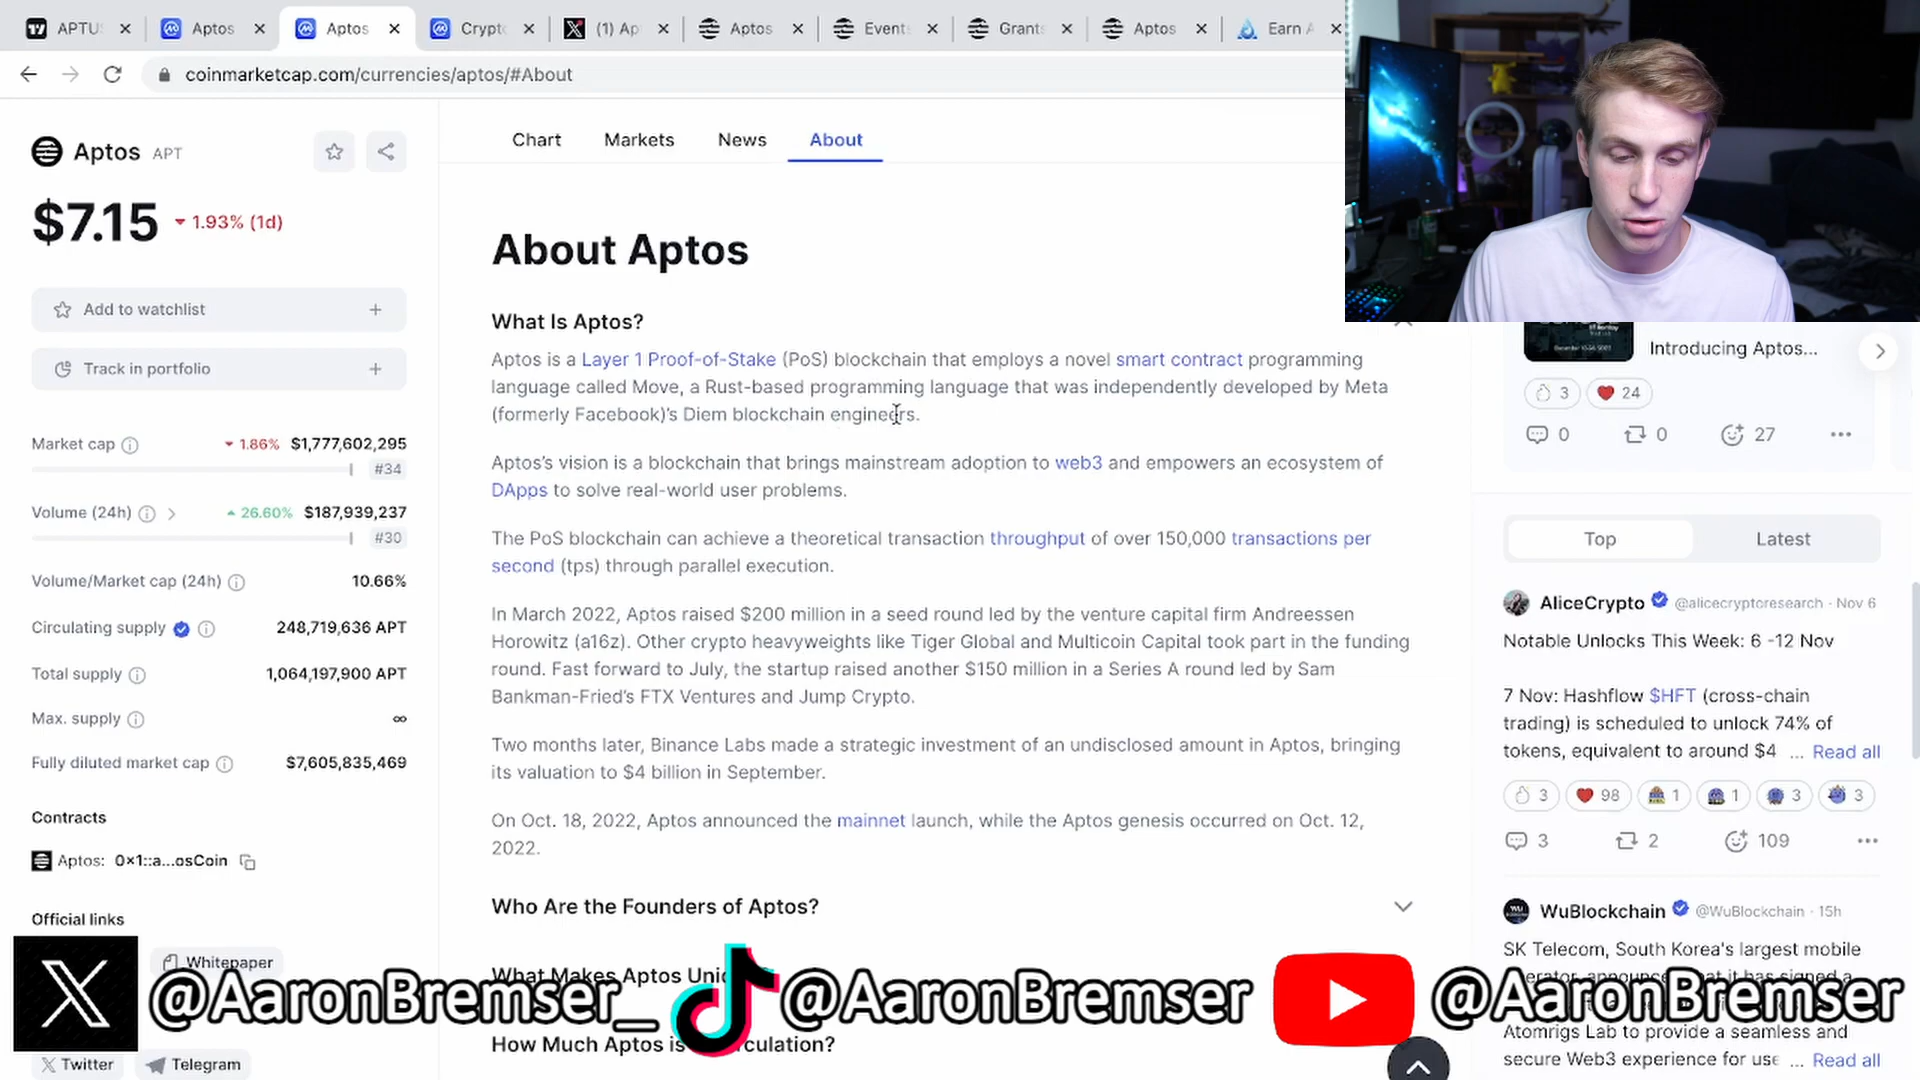 APTU
Aptos
Aptos
Crypto
(1) Ap
Aptos
Events
Grants
Aptos
Earn A
coinmarketcap.com/currencies/aptos/#About
Aptos APT
$7.15 1.93% (1d)
Add to watchlist
Track in portfolio
Market cap 1.86% $1,777,602,295
#34
Volume (24h) 26.60% $187,939,237
#30
Volume/Market cap (24h) 10.66%
Circulating supply 248,719,636 APT
Total supply 1,064,197,900 APT
Max. supply ∞
Fully diluted market cap $7,605,835,469
Contracts
Aptos: 0x1::a...osCoin
Official links
Whitepaper
Twitter Telegram
Chart Markets News About
About Aptos
What Is Aptos?
Aptos is a Layer 1 Proof-of-Stake (PoS) blockchain that employs a novel smart contract programming
language called Move, a Rust-based programming language that was independently developed by Meta
(formerly Facebook)'s Diem blockchain engineers.
Aptos's vision is a blockchain that brings mainstream adoption to web3 and empowers an ecosystem of
DApps to solve real-world user problems.
The PoS blockchain can achieve a theoretical transaction throughput of over 150,000 transactions per
second (tps) through parallel execution.
In March 2022, Aptos raised $200 million in a seed round led by the venture capital firm Andreessen
Horowitz (a16z). Other crypto heavyweights like Tiger Global and Multicoin Capital took part in the funding
round. Fast forward to July, the startup raised another $150 million in a Series A round led by Sam
Bankman-Fried's FTX Ventures and Jump Crypto.
Two months later, Binance Labs made a strategic investment of an undisclosed amount in Aptos, bringing
its valuation to $4 billion in September.
On Oct. 18, 2022, Aptos announced the mainnet launch, while the Aptos genesis occurred on Oct. 12,
2022.
Who Are the Founders of Aptos?
What Makes Aptos
How Much Aptos is
Introducing Aptos...
3 24
0 0 27
Top Latest
AliceCrypto @alicecryptoresearch · Nov 6
Notable Unlocks This Week: 6 -12 Nov
7 Nov: Hashflow $HFT (cross-chain
trading) is scheduled to unlock 74% of
tokens, equivalent to around $4 ... Read all
3 98 1 1 3 3
3 2 109
WuBlockchain @WuBlockchain · 15h
SK Telecom, South Korea's largest mobile
Atomrigs Lab to provide a seamless and
secure Web3 experience for use ... Read all
@AaronBremser_ @AaronBremser @AaronBremser